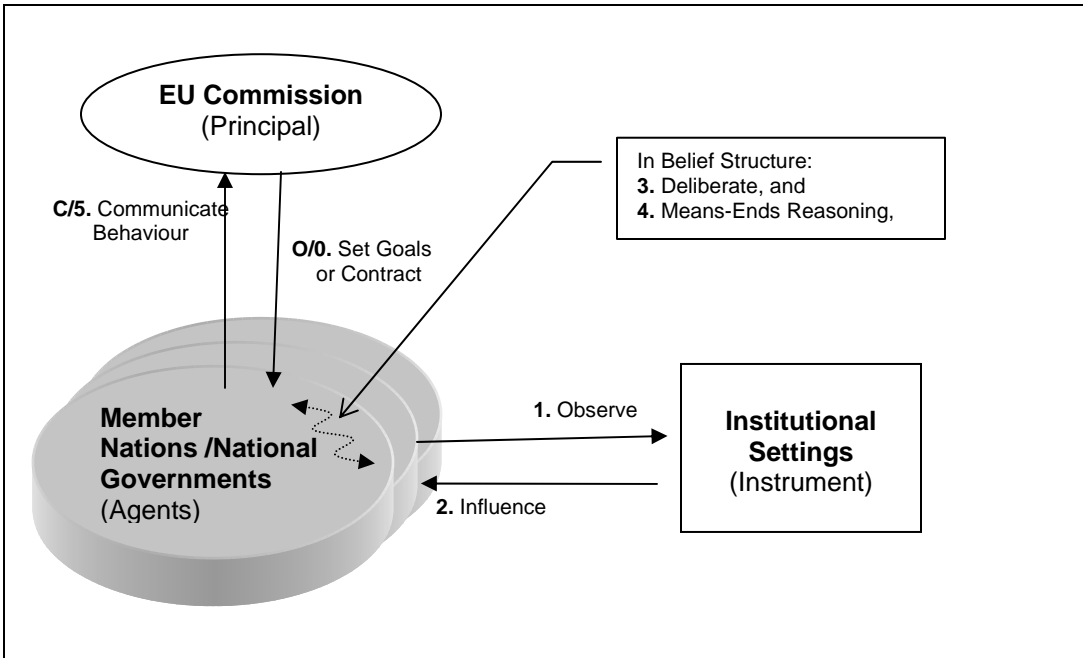 EU Commission
(Principal)
In Belief Structure:
3. Deliberate, and
4. Means-Ends Reasoning,
C/5. Communicate
Behaviour
O/0. Set Goals
or Contract
Member
Nations /National
Governments
(Agents)
1. Observe
2. Influence
Institutional
Settings
(Instrument)